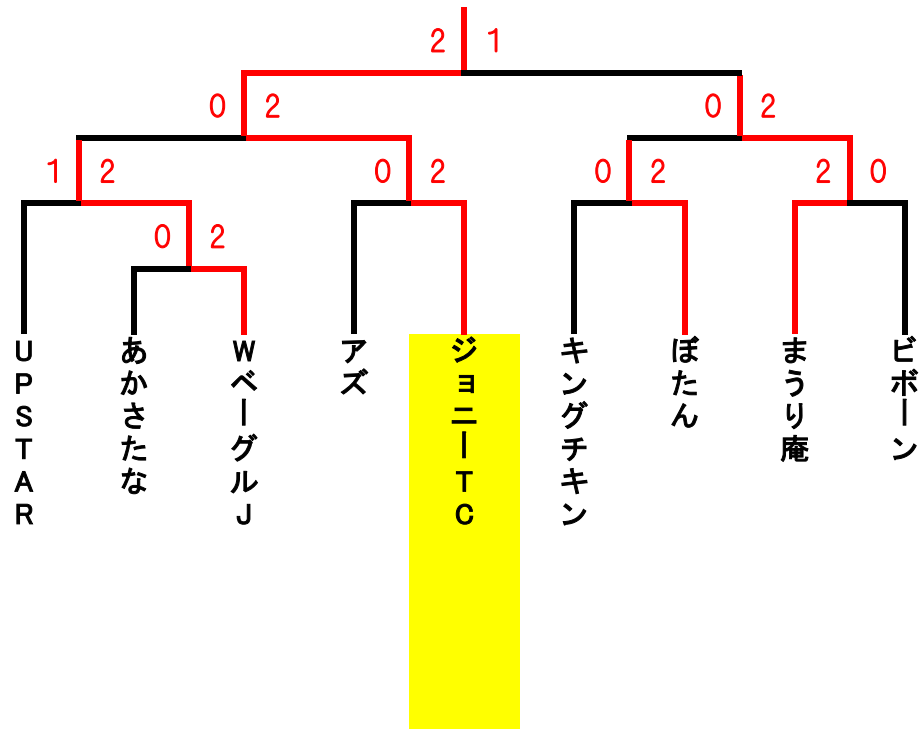 2 1
0 2
0 2
1 2
0 2
0 2
2 0
0 2
UPSTAR
あかさたな
WベーグルJ
アズ
ジョニーTC
キングチキン
ぼたん
まうり庵
ビボーン